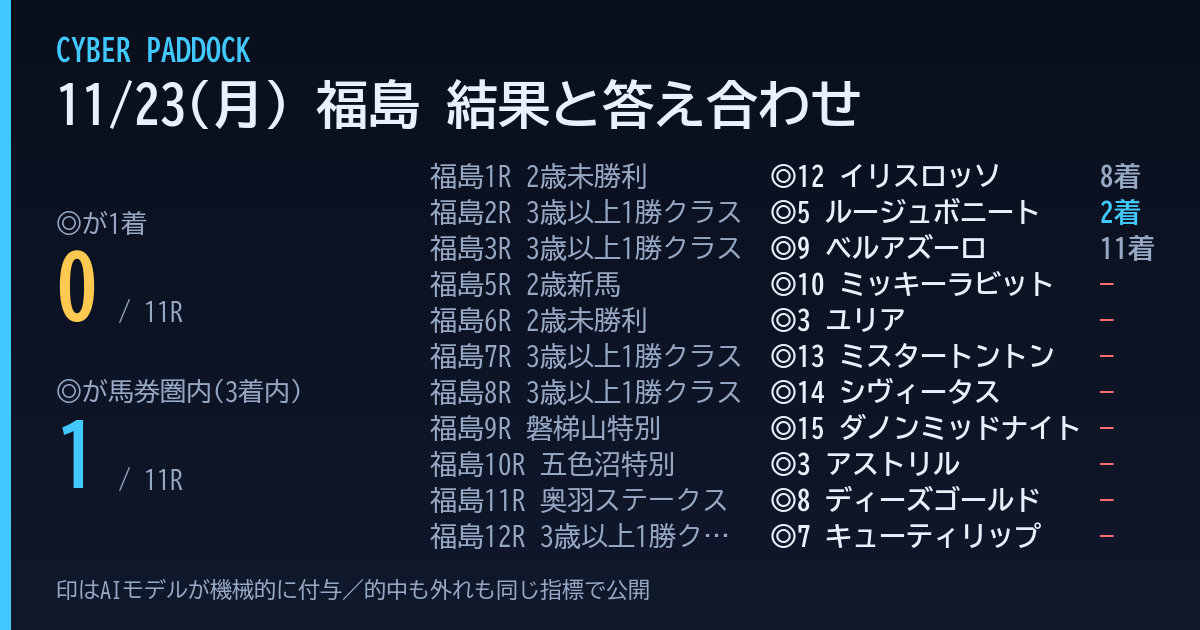 CYBER PADDOCK
11/23(月) 福島 結果と答え合わせ
◎が1着
0 / 11R
◎が馬券圏内(3着内)
1 / 11R
福島1R 2歳未勝利 ◎12 イリスロッソ 8着
福島2R 3歳以上1勝クラス ◎5 ルージュボニート 2着
福島3R 3歳以上1勝クラス ◎9 ベルアズーロ 11着
福島5R 2歳新馬 ◎10 ミッキーラビット －
福島6R 2歳未勝利 ◎3 ユリア －
福島7R 3歳以上1勝クラス ◎13 ミスタートントン －
福島8R 3歳以上1勝クラス ◎14 シヴィータス －
福島9R 磐梯山特別 ◎15 ダノンミッドナイト －
福島10R 五色沼特別 ◎3 アストリル －
福島11R 奥羽ステークス ◎8 ディーズゴールド －
福島12R 3歳以上1勝ク… ◎7 キューティリップ －
印はAIモデルが機械的に付与／的中も外れも同じ指標で公開